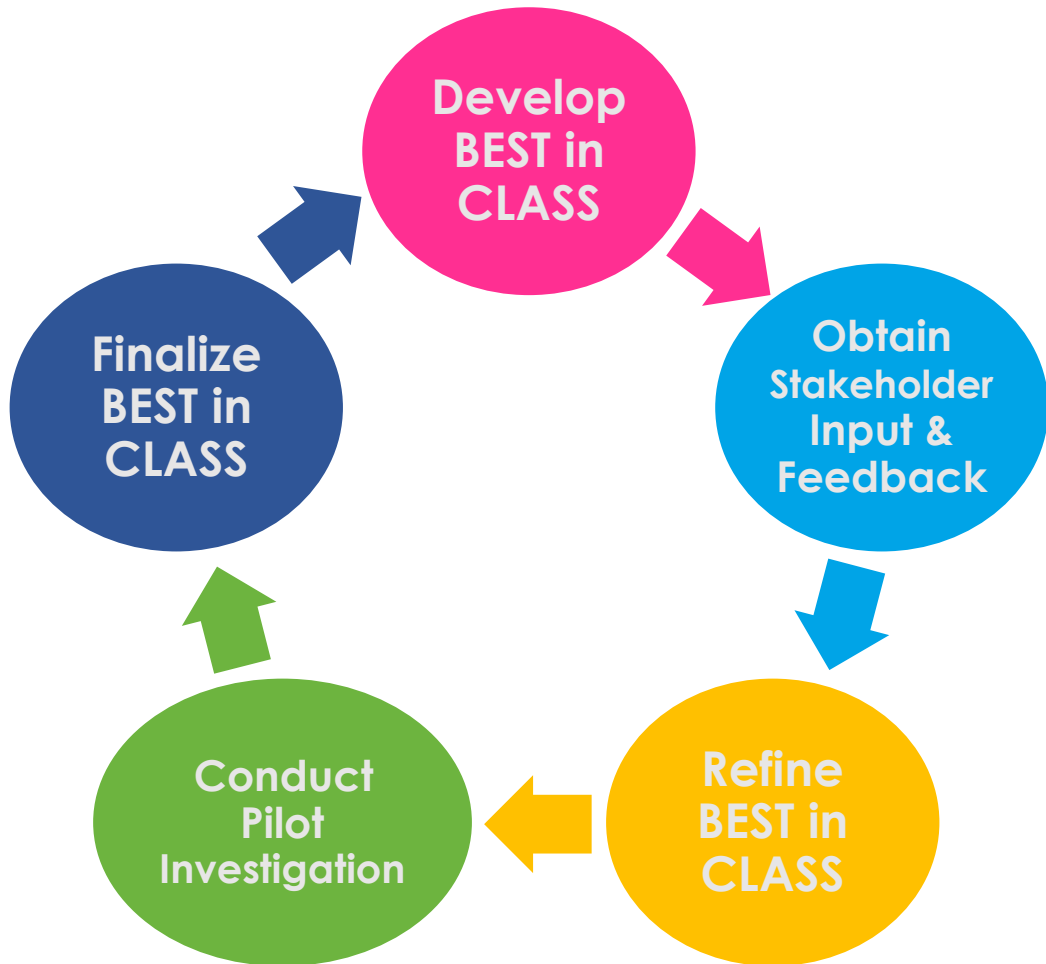 Develop
BEST in
CLASS
Obtain
Stakeholder
Input &
Feedback
Refine
BEST in
CLASS
Conduct
Pilot
Investigation
Finalize
BEST in
CLASS